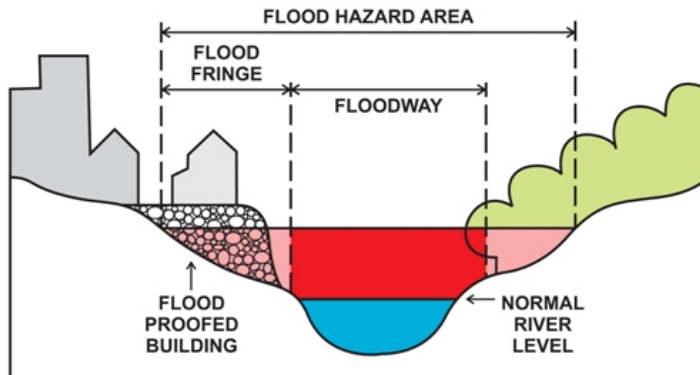 FLOOD HAZARD AREA
FLOOD
FRINGE
FLOODWAY
FLOOD
PROOFED
BUILDING
NORMAL
RIVER
LEVEL